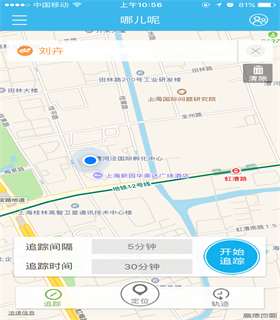 中国移动 上午10:56
哪儿呢
刘卉
清除
田林路
田林路200号工业研发楼
田林大楼
上海国际问题研究院
全州路
漕河泾国际孵化中心
虹漕路
上海新园华美达广场酒店
地铁12号线
上海桂林高智卫星通讯技术中心
追踪间隔 5分钟
追踪时间 30分钟
开始
追踪
追踪 定位 轨迹
法律信息
高德地图